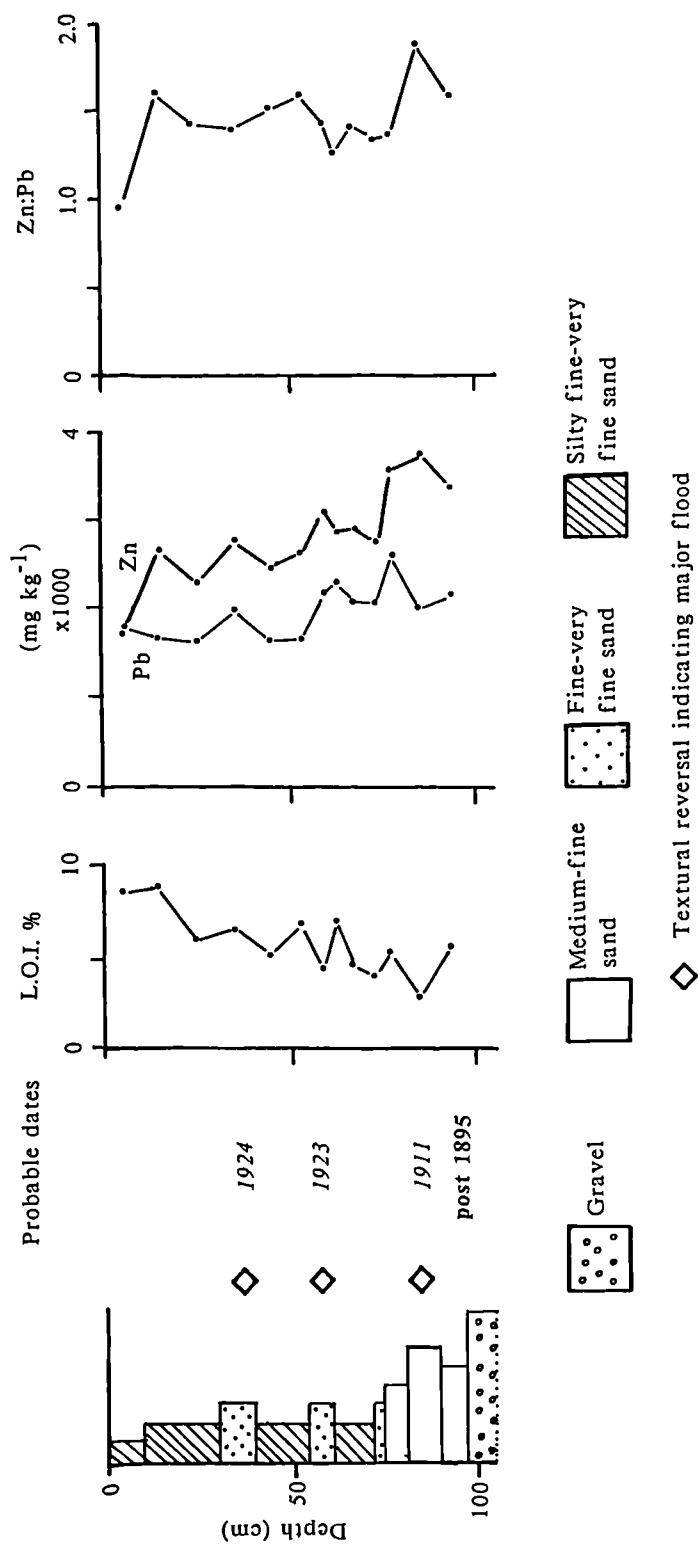 Probable dates
L.O.I. %
(mg kg-1)
x1000
Zn:Pb
0
10
0
4
0
1.0
2.0
Depth (cm)
0
50
100
1924
1923
1911
post 1895
Pb
Zn
Gravel
Medium-fine
sand
Fine-very
fine sand
Silty fine-very
fine sand
Textural reversal indicating major flood